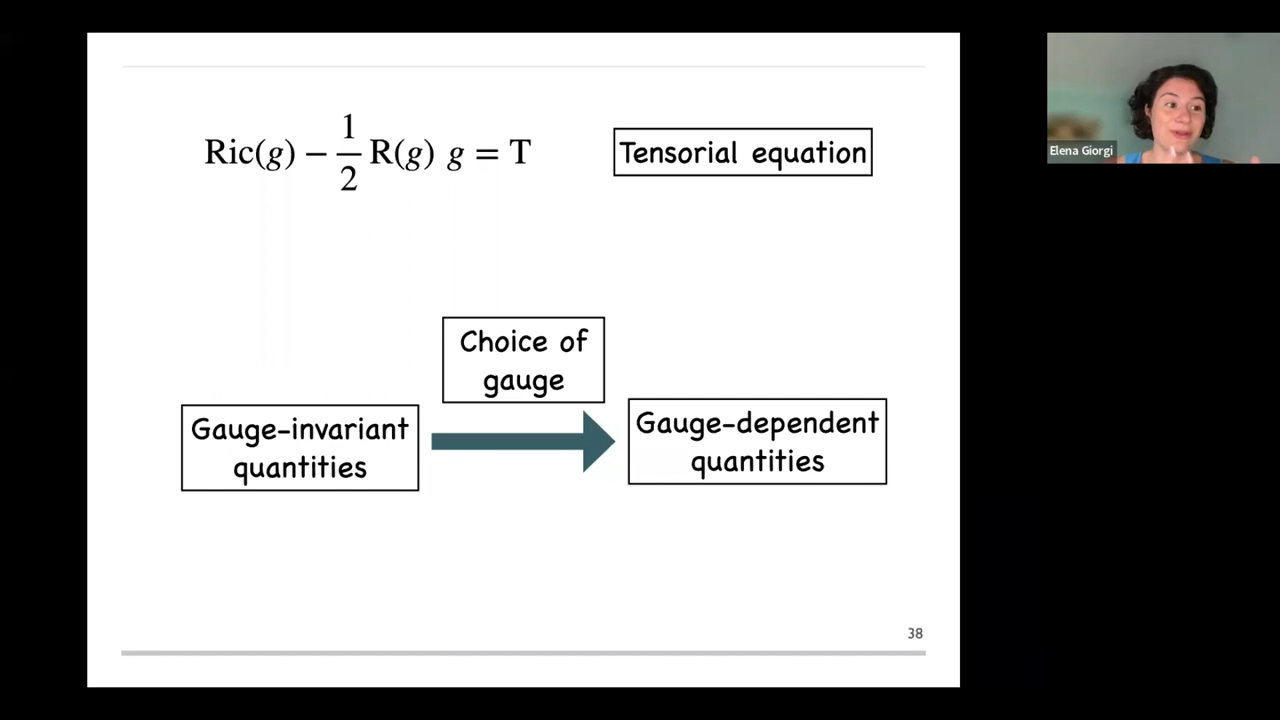 Ric(g) − 1/2 R(g) g = T
Tensorial equation
Elena Giorgi
Choice of
gauge
Gauge-invariant
quantities
Gauge-dependent
quantities
38